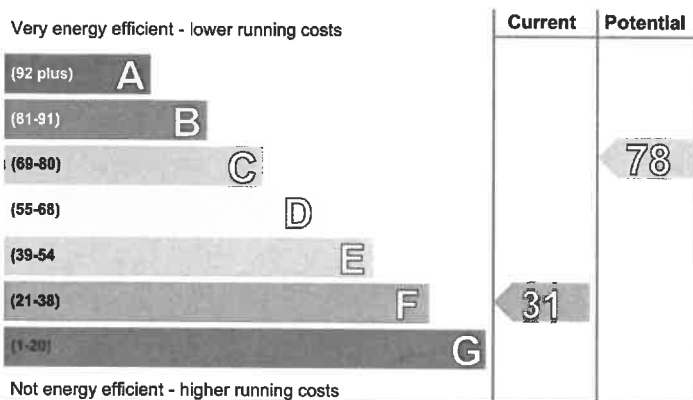 Very energy efficient - lower running costs
Current
Potential
(92 plus) A
(81-91) B
(69-80) C
78
(55-68) D
(39-54 E
(21-38) F
31
(1-20) G
Not energy efficient - higher running costs